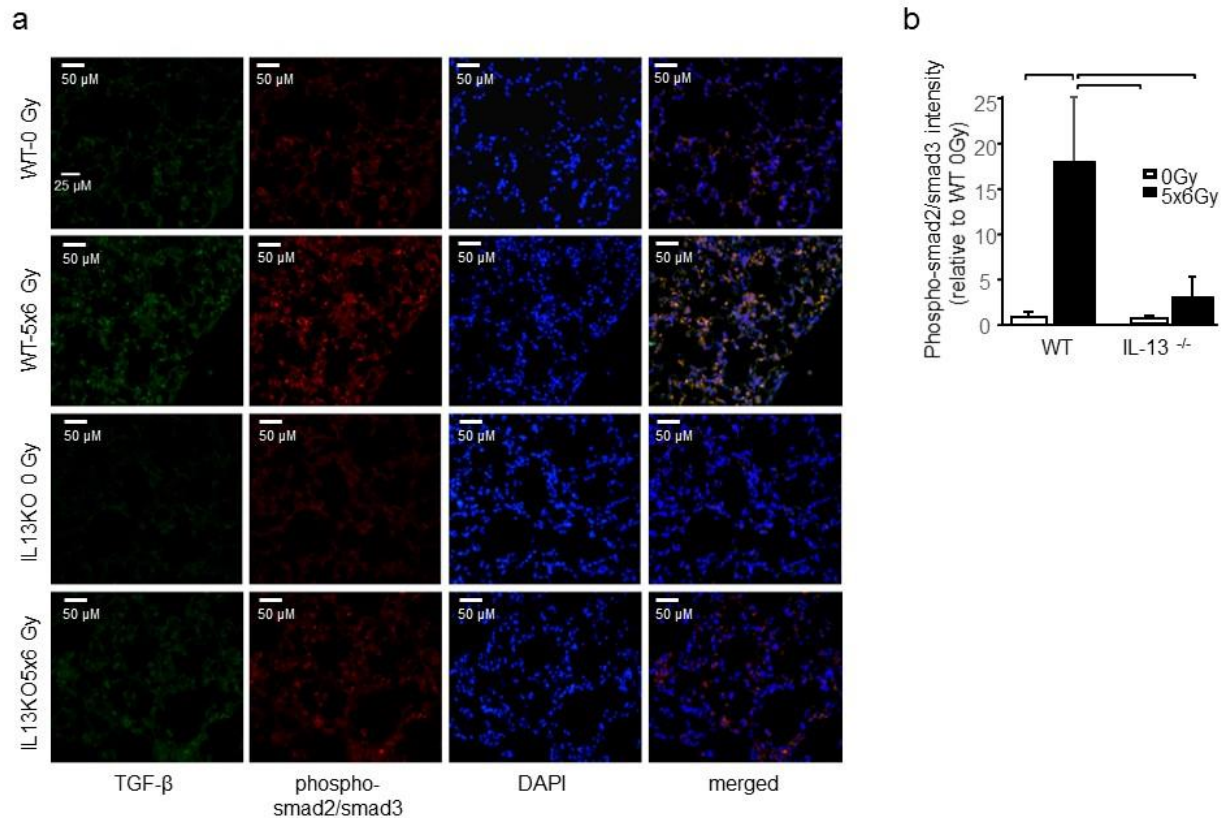 a
WT-0 Gy
50 µM
50 µM
50 µM
50 µM
25 µM
WT-5x6 Gy
50 µM
50 µM
50 µM
50 µM
IL13KO 0 Gy
50 µM
50 µM
50 µM
50 µM
IL13KO5x6 Gy
50 µM
50 µM
50 µM
50 µM
TGF-β
phospho-
smad2/smad3
DAPI
merged
b
Phospho-smad2/smad3 intensity
(relative to WT 0Gy)
25
20
15
10
5
0
0Gy
5x6Gy
WT
IL-13 -/-